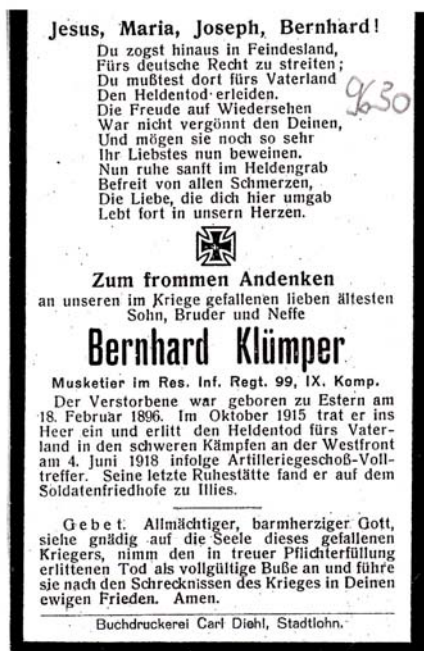 Jesus, Maria, Joseph, Bernhard!
Du zogst hinaus in Feindesland,
Fürs deutsche Recht zu streiten;
Du mußtest dort fürs Vaterland
Den Heldentod erleiden.
Die Freude auf Wiedersehen
War nicht vergönnt den Deinen,
Und mögen sie noch so sehr
Ihr Liebstes nun beweinen.
Nun ruhe sanft im Heldengrab
Befreit von allen Schmerzen,
Die Liebe, die dich hier umgab
Lebt fort in unsern Herzen.
Zum frommen Andenken
an unseren im Kriege gefallenen lieben ältesten
Sohn, Bruder und Neffe
Bernhard Klümper
Musketier im Res. Inf. Regt. 99, IX. Komp.
Der Verstorbene war geboren zu Estern am
18. Februar 1896. Im Oktober 1915 trat er ins
Heer ein und erlitt den Heldentod fürs Vater-
land in den schweren Kämpfen an der Westfront
am 4. Juni 1918 infolge Artilleriegeschoß-Voll-
treffer. Seine letzte Ruhestätte fand er auf dem
Soldatenfriedhofe zu Illies.
Gebet. Allmächtiger, barmherziger Gott,
siehe gnädig auf die Seele dieses gefallenen
Kriegers, nimm den in treuer Pflichterfüllung
erlittenen Tod als vollgültige Buße an und führe
sie nach den Schrecknissen des Krieges in Deinen
ewigen Frieden. Amen.
Buchdruckerei Carl Diehl, Stadtlohn.